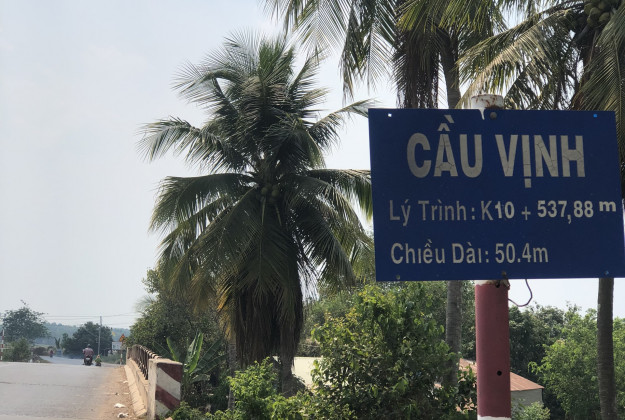 CẦU VỊNH
Lý Trình : K10 + 537,88 m
Chiều Dài : 50.4m